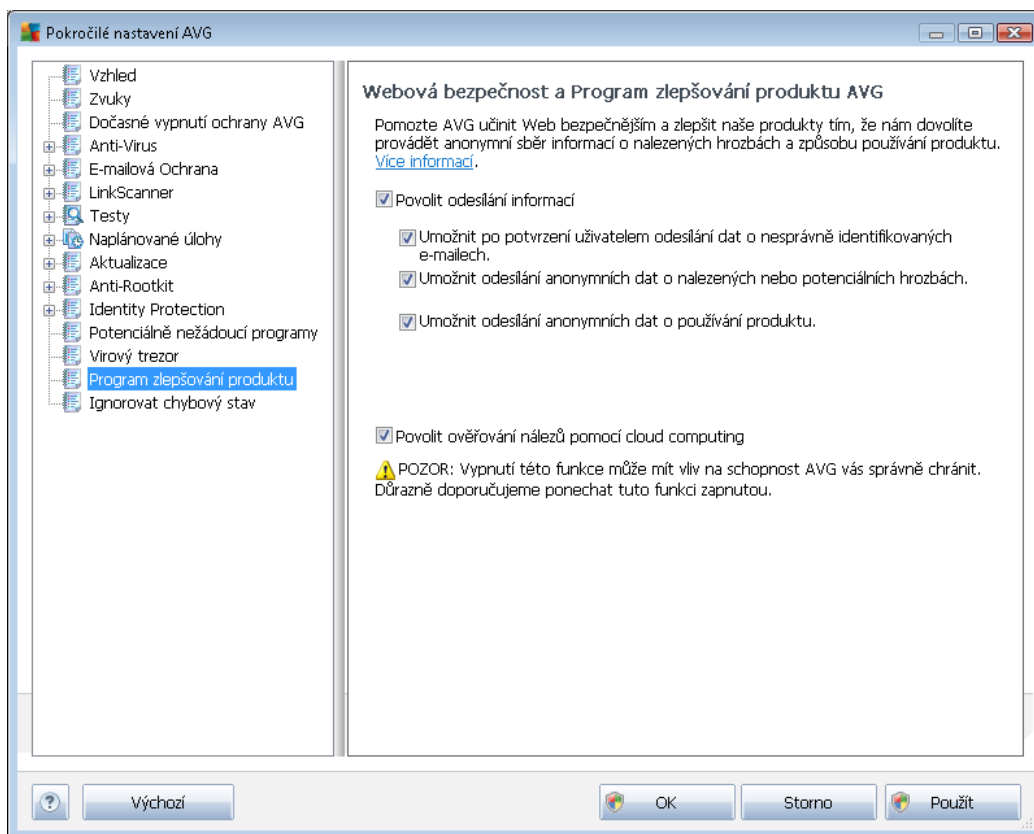 Pokročilé nastavení AVG
Vzhled
Zvuky
Dočasné vypnutí ochrany AVG
Anti-Virus
E-mailová Ochrana
LinkScanner
Testy
Naplánované úlohy
Aktualizace
Anti-Rootkit
Identity Protection
Potenciálně nežádoucí programy
Virový trezor
Program zlepšování produktu
Ignorovat chybový stav
Webová bezpečnost a Program zlepšování produktu AVG
Pomozte AVG učinit Web bezpečnějším a zlepšit naše produkty tím, že nám dovolíte
provádět anonymní sběr informací o nalezených hrozbách a způsobu používání produktu.
Více informací.
Povolit odesílání informací
Umožnit po potvrzení uživatelem odesílání dat o nesprávně identifikovaných
e-mailech.
Umožnit odesílání anonymních dat o nalezených nebo potenciálních hrozbách.
Umožnit odesílání anonymních dat o používání produktu.
Povolit ověřování nálezů pomocí cloud computing
POZOR: Vypnutí této funkce může mít vliv na schopnost AVG vás správně chránit.
Důrazně doporučujeme ponechat tuto funkci zapnutou.
? Výchozí OK Storno Použít